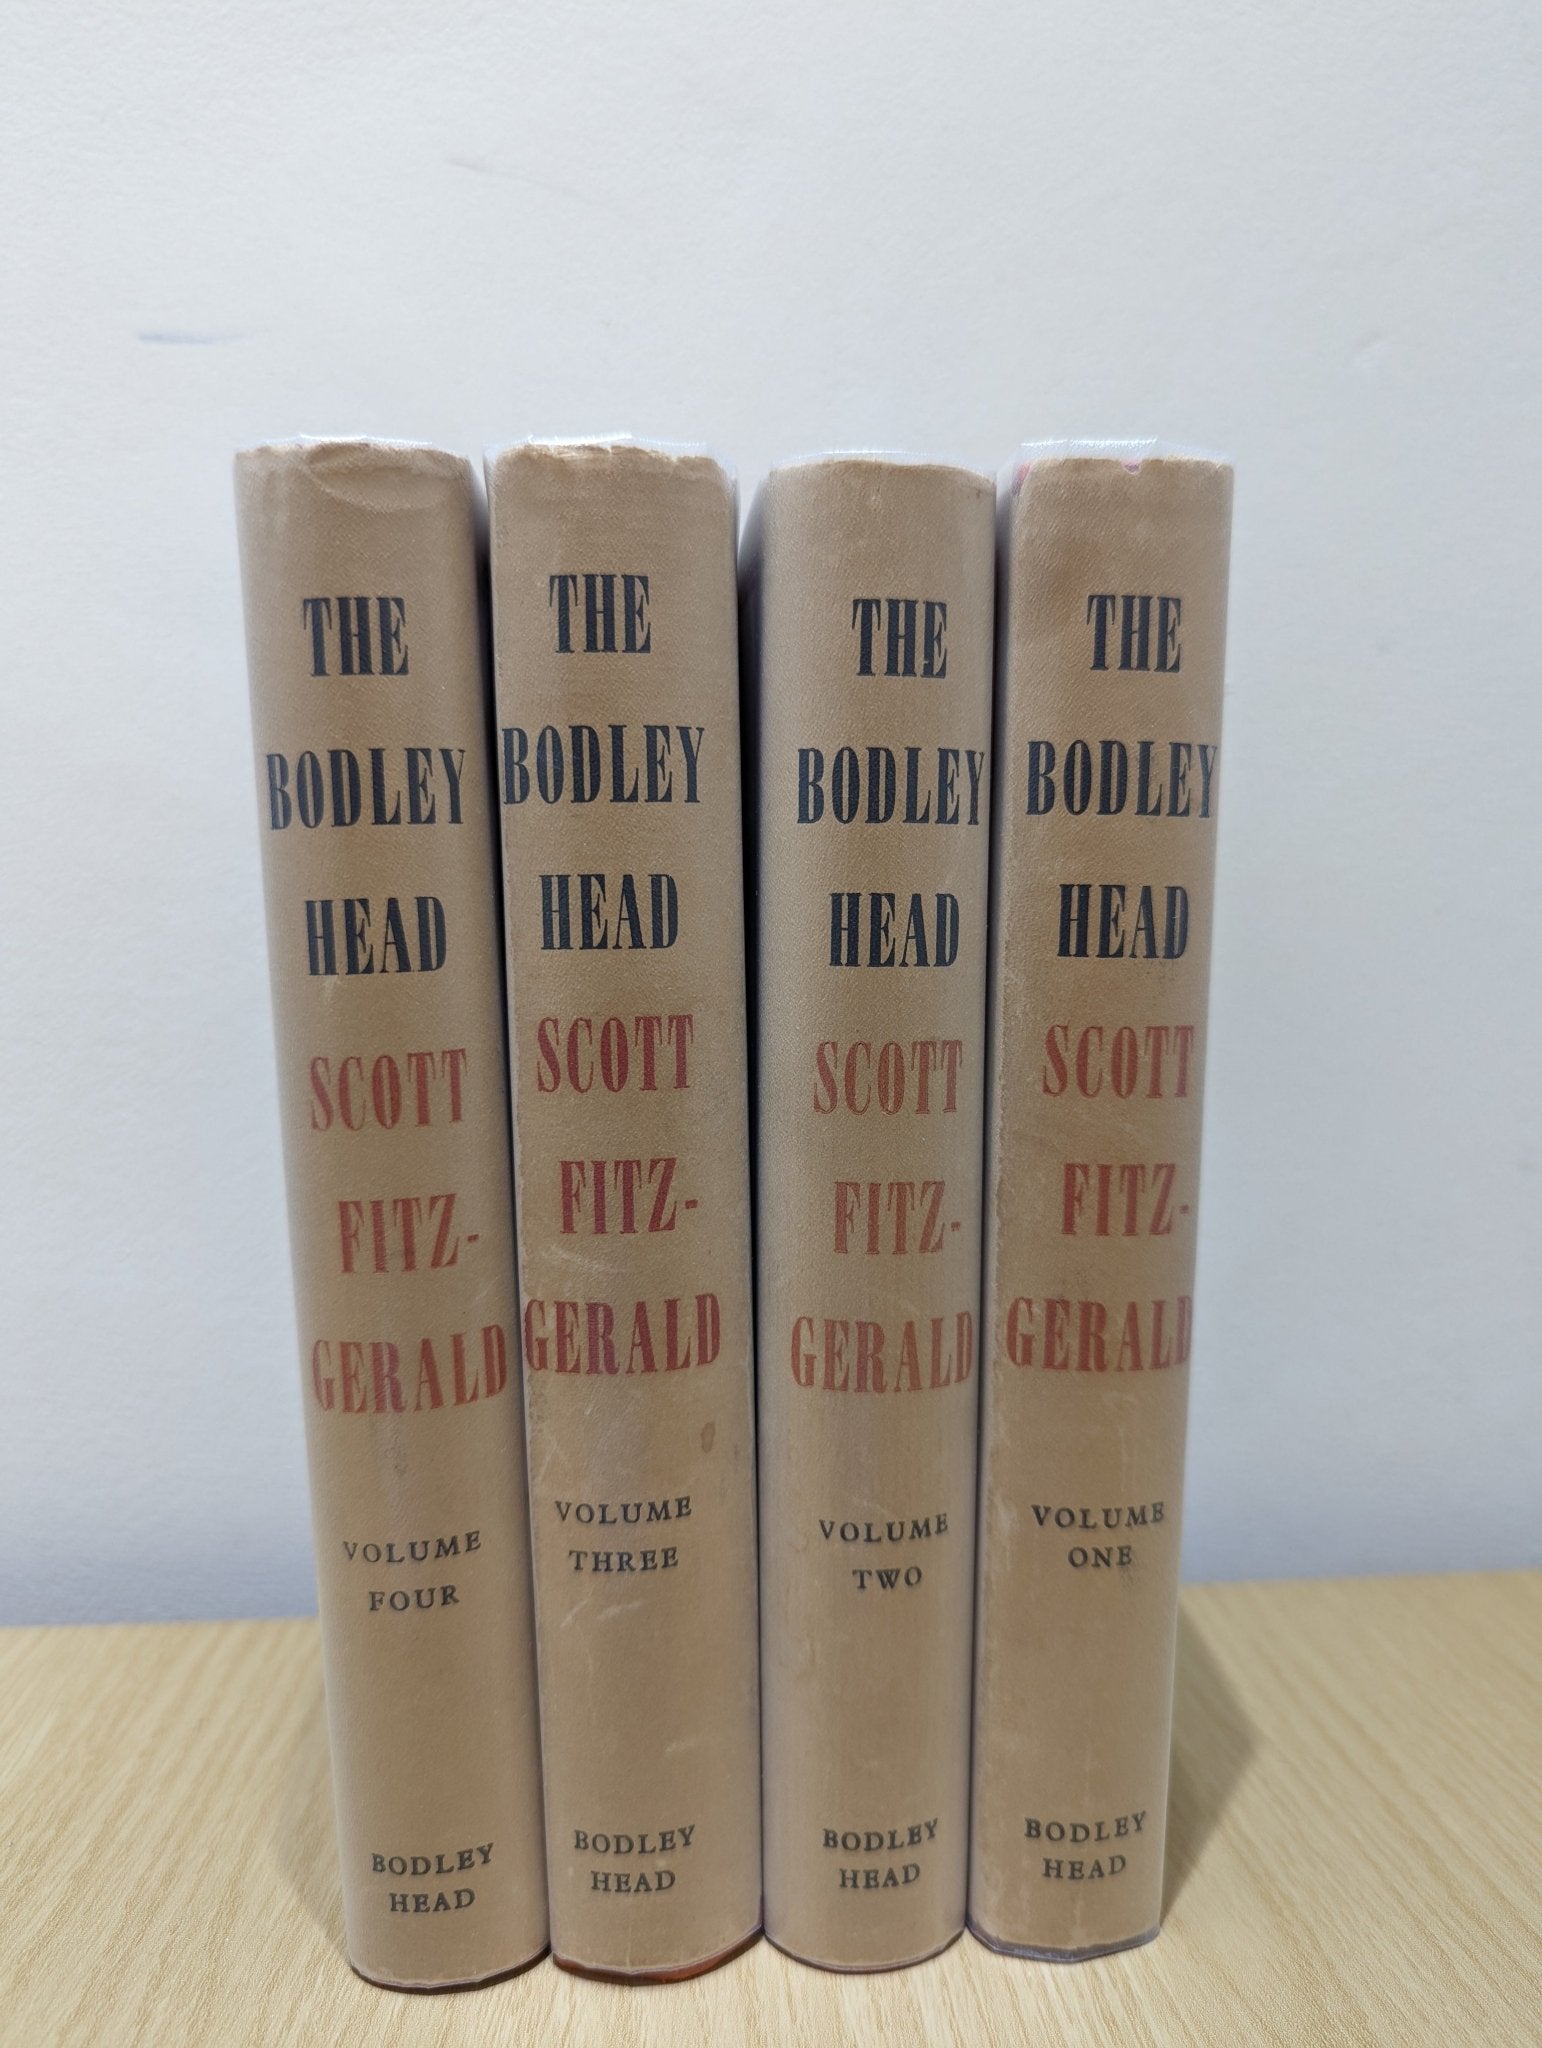 THE
BODLEY
HEAD
SCOTT
FITZ-
GERALD
VOLUME
FOUR
BODLEY
HEAD
THE
BODLEY
HEAD
SCOTT
FITZ-
GERALD
VOLUME
THREE
BODLEY
HEAD
THE
BODLEY
HEAD
SCOTT
FITZ-
GERALD
VOLUME
TWO
BODLEY
HEAD
THE
BODLEY
HEAD
SCOTT
FITZ-
GERALD
VOLUME
ONE
BODLEY
HEAD